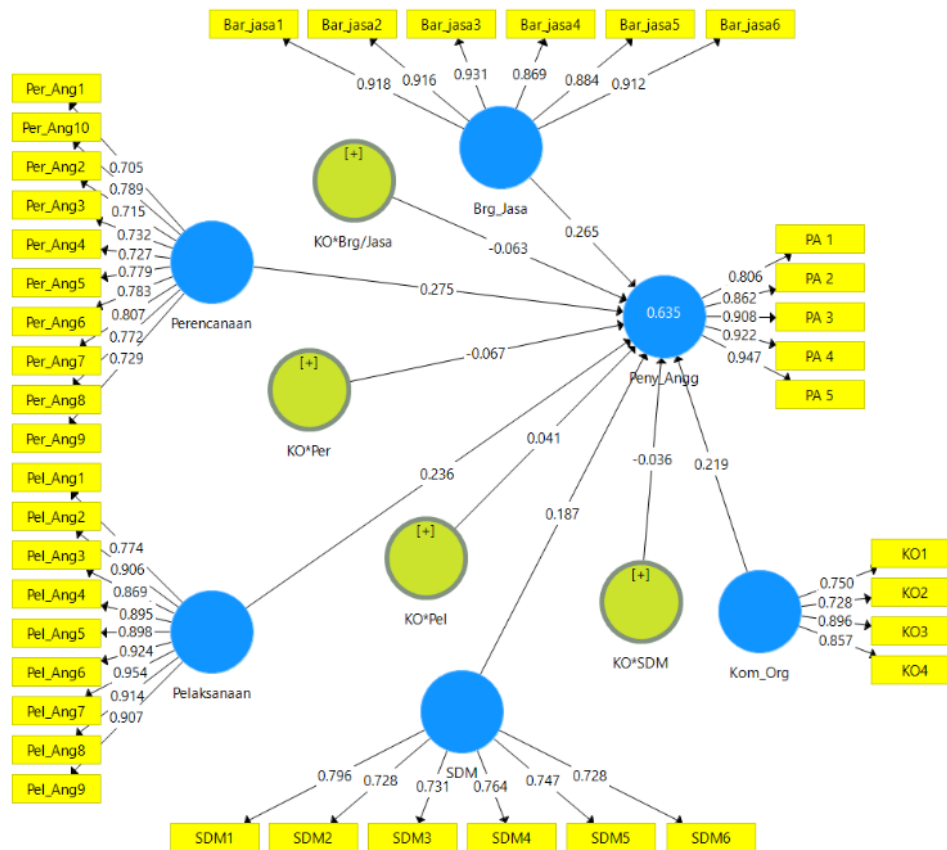 Bar_jasa1
Bar_jasa2
Bar_jasa3
Bar_jasa4
Bar_jasa5
Bar_jasa6
0.918
0.916
0.931
0.869
0.884
0.912
Brg_Jasa
[+]
KO*Brg/Jasa
-0.063
0.265
Per_Ang1
Per_Ang10
Per_Ang2
Per_Ang3
Per_Ang4
Per_Ang5
Per_Ang6
Per_Ang7
Per_Ang8
Per_Ang9
0.705
0.789
0.715
0.732
0.727
0.779
0.783
0.807
0.772
0.729
Perencanaan
0.275
[+]
KO*Per
-0.067
0.635
Peny_Angg
0.806
0.862
0.908
0.922
0.947
PA 1
PA 2
PA 3
PA 4
PA 5
Pel_Ang1
Pel_Ang2
Pel_Ang3
Pel_Ang4
Pel_Ang5
Pel_Ang6
Pel_Ang7
Pel_Ang8
Pel_Ang9
0.774
0.906
0.869
0.895
0.898
0.924
0.954
0.914
0.907
Pelaksanaan
0.236
[+]
KO*Pel
0.041
0.187
[+]
KO*SDM
-0.036
0.219
Kom_Org
0.750
0.728
0.896
0.857
KO1
KO2
KO3
KO4
SDM
0.796
0.728
0.731
0.764
0.747
0.728
SDM1
SDM2
SDM3
SDM4
SDM5
SDM6